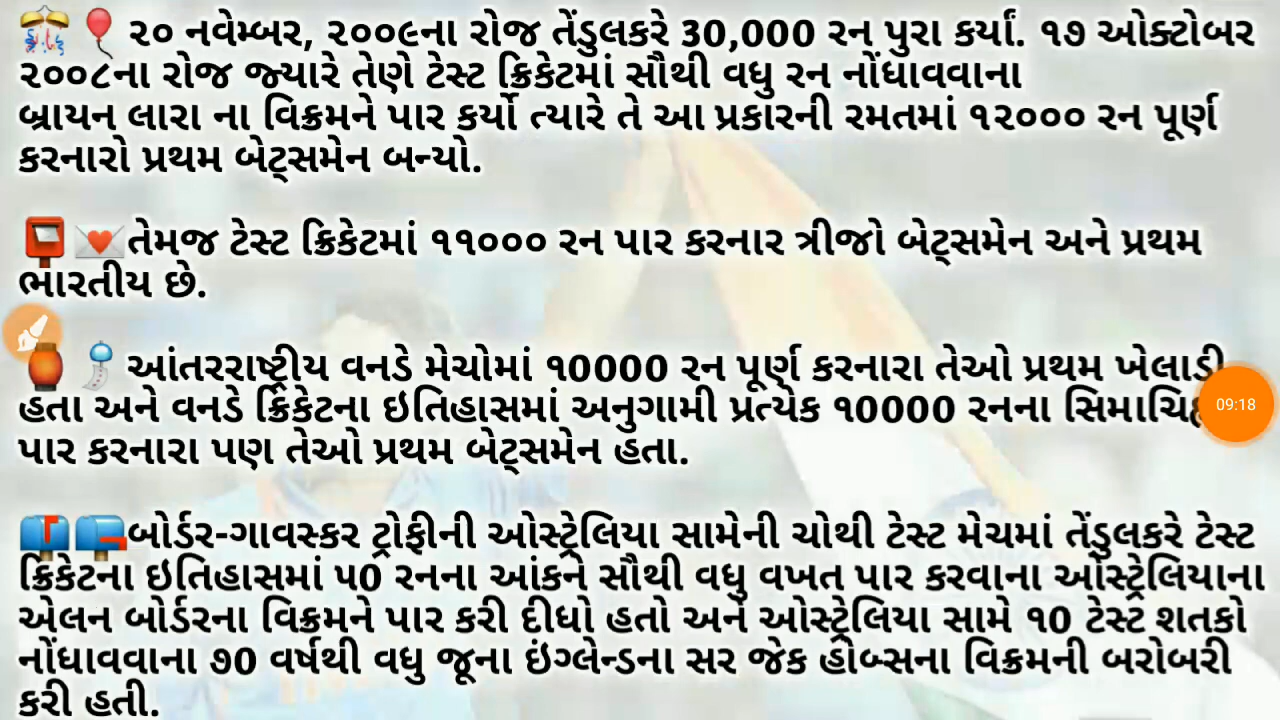 ૨૦ નવેમ્બર, ૨૦૦૯ના રોજ તેંડુલકરે 30,000 રન પુરા કર્યાં. ૧૭ ઓક્ટોબર
૨૦૦૮ના રોજ જ્યારે તેણે ટેસ્ટ ક્રિકેટમાં સૌથી વધુ રન નોંધાવવાના
બ્રાયન લારા ના વિક્રમને પાર કર્યો ત્યારે તે આ પ્રકારની રમતમાં ૧૨૦૦૦ રન પૂર્ણ
કરનારો પ્રથમ બેટ્સમેન બન્યો.
તેમજ ટેસ્ટ ક્રિકેટમાં ૧૧૦૦૦ રન પાર કરનાર ત્રીજો બેટ્સમેન અને પ્રથમ
ભારતીય છે.
આંતરરાષ્ટ્રીય વનડે મેચોમાં ૧0000 રન પૂર્ણ કરનારા તેઓ પ્રથમ ખેલાડી
હતા અને વનડે ક્રિકેટના ઇતિહાસમાં અનુગામી પ્રત્યેક ૧0000 રનના
09:18
પાર કરનારા પણ તેઓ પ્રથમ બેટ્સમેન હતા.
બોર્ડર-ગાવસ્કર ટ્રોફીની ઓસ્ટ્રેલિયા સામેની ચોથી ટેસ્ટ મેચમાં તેંડુલકરે ટેસ્ટ
ક્રિકેટના ઇતિહાસમાં ૫0 રનના આંકને સૌથી વધુ વખત પાર કરવાના ઓસ્ટ્રેલિયાના
એલન બોર્ડરના વિક્રમને પાર કરી દીધો હતો અને ઓસ્ટ્રેલિયા સામે ૧0 ટેસ્ટ શતકો
નોંધાવવાના ૭0 વર્ષથી વધુ જૂના ઇંગ્લેન્ડના સર જેક હોબ્સના વિક્રમની બરોબરી
કરી હતી.